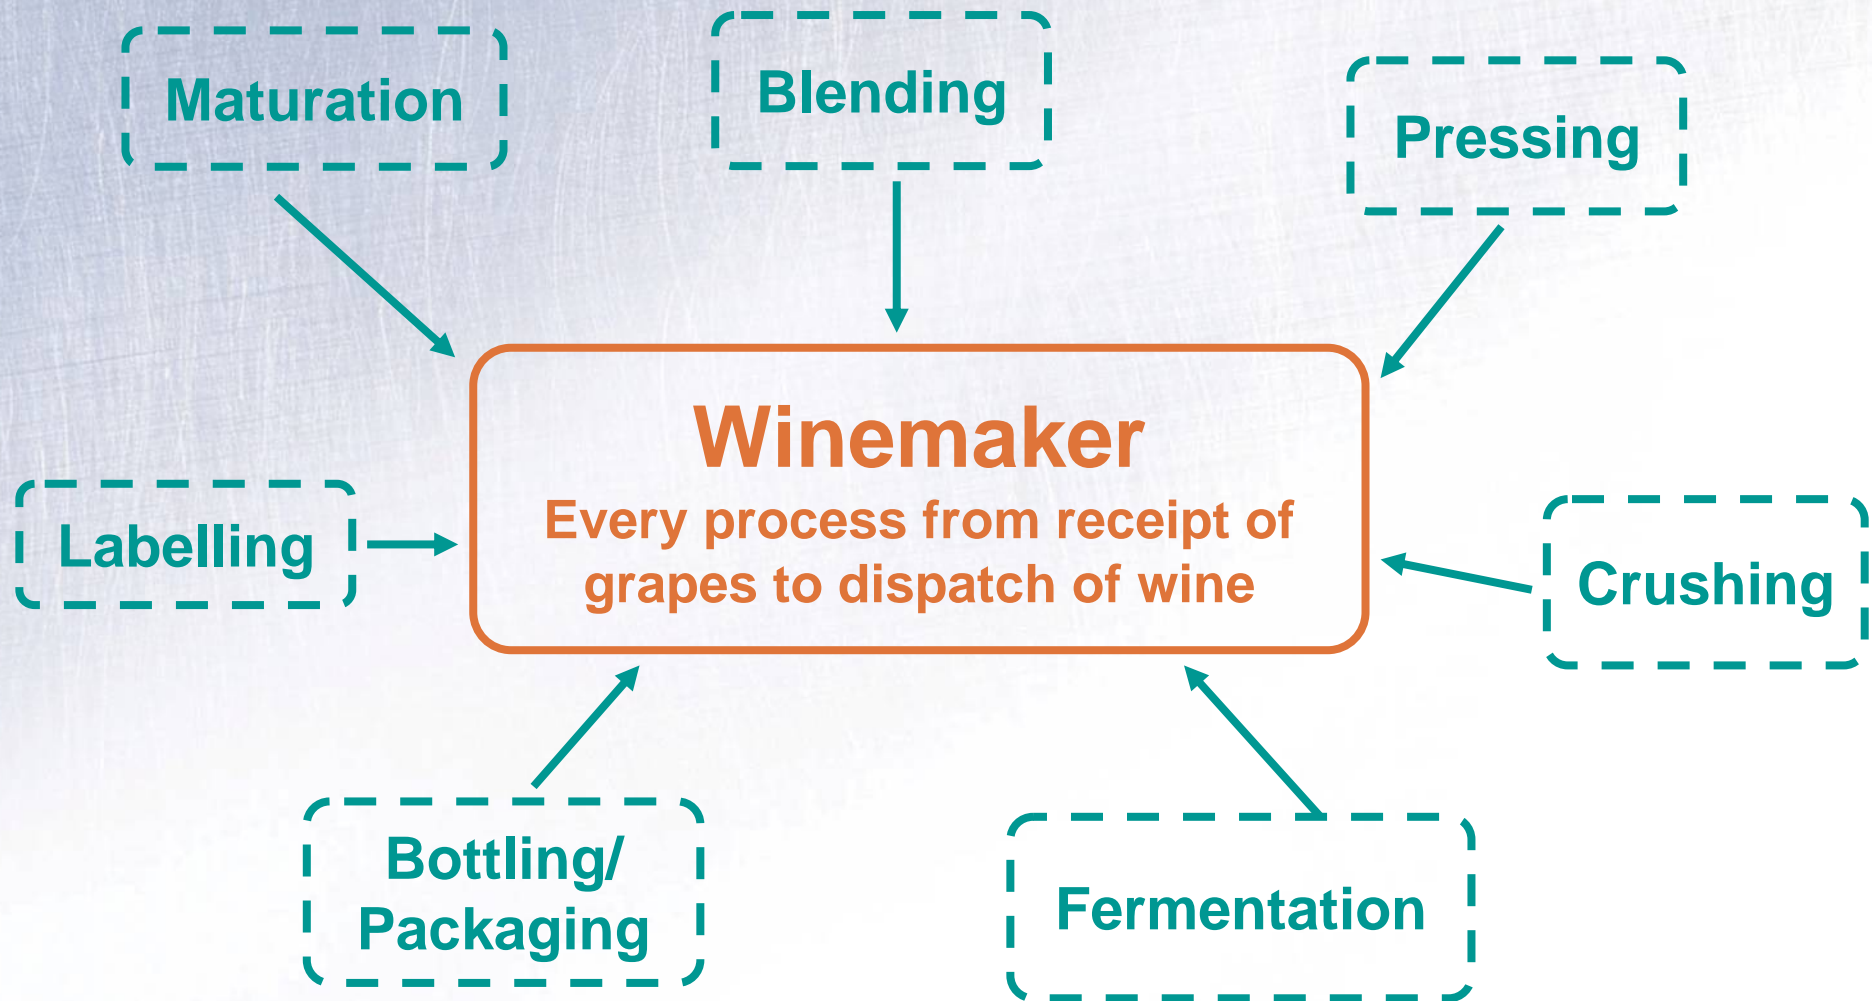 Maturation
Blending
Pressing
Winemaker
Every process from receipt of
grapes to dispatch of wine
Labelling
Crushing
Bottling/
Packaging
Fermentation